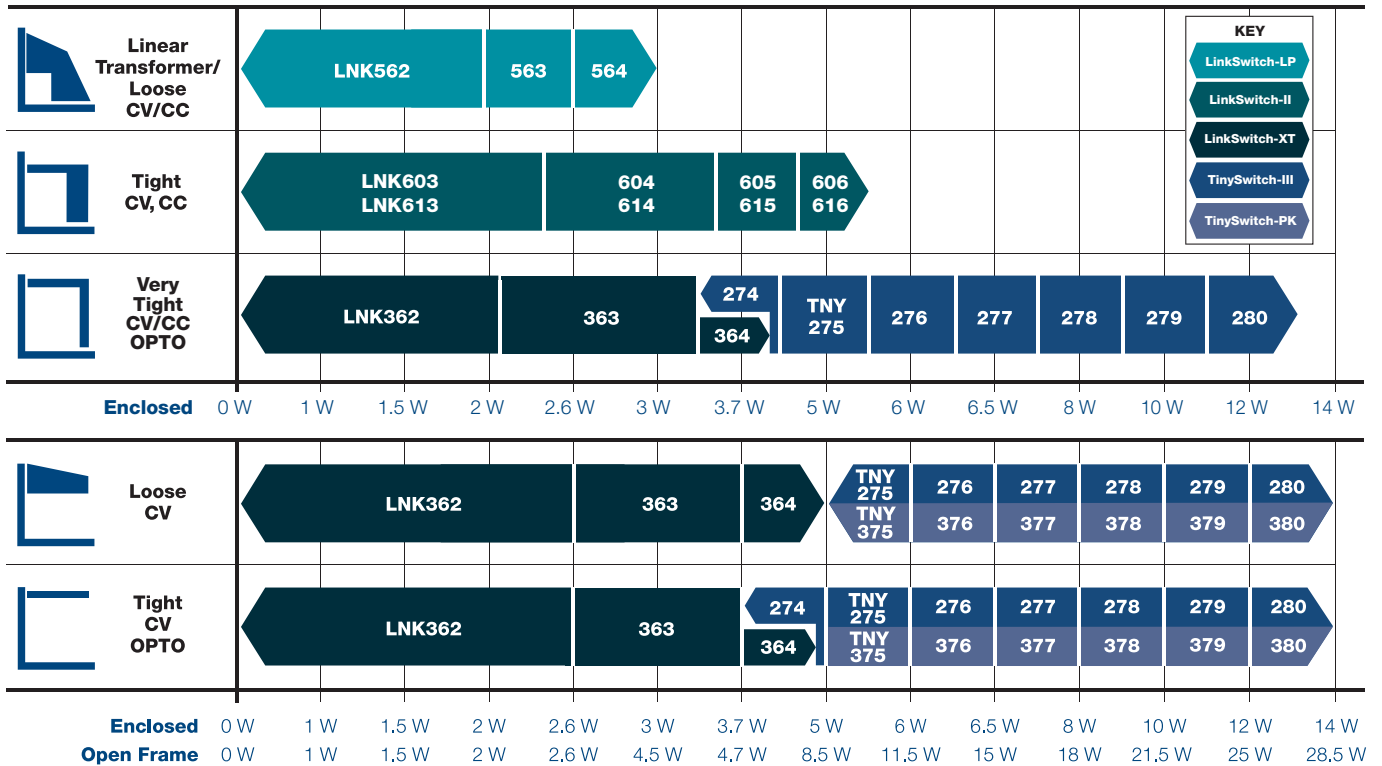 KEY
LinkSwitch-LP
LinkSwitch-II
LinkSwitch-XT
TinySwitch-III
TinySwitch-PK
Linear
Transformer/
Loose
CV/CC
LNK562
563
564
Tight
CV, CC
LNK603
LNK613
604
614
605
615
606
616
Very
Tight
CV/CC
OPTO
LNK362
363
274
364
TNY
275
276
277
278
279
280
Enclosed 0 W 1 W 1.5 W 2 W 2.6 W 3 W 3.7 W 5 W 6 W 6.5 W 8 W 10 W 12 W 14 W
Loose
CV
LNK362
363
364
TNY
275
276
277
278
279
280
TNY
375
376
377
378
379
380
Tight
CV
OPTO
LNK362
363
274
364
TNY
275
276
277
278
279
280
TNY
375
376
377
378
379
380
Enclosed 0 W 1 W 1.5 W 2 W 2.6 W 3 W 3.7 W 5 W 6 W 6.5 W 8 W 10 W 12 W 14 W
Open Frame 0 W 1 W 1.5 W 2 W 2.6 W 4.5 W 4.7 W 8.5 W 11.5 W 15 W 18 W 21.5 W 25 W 28.5 W